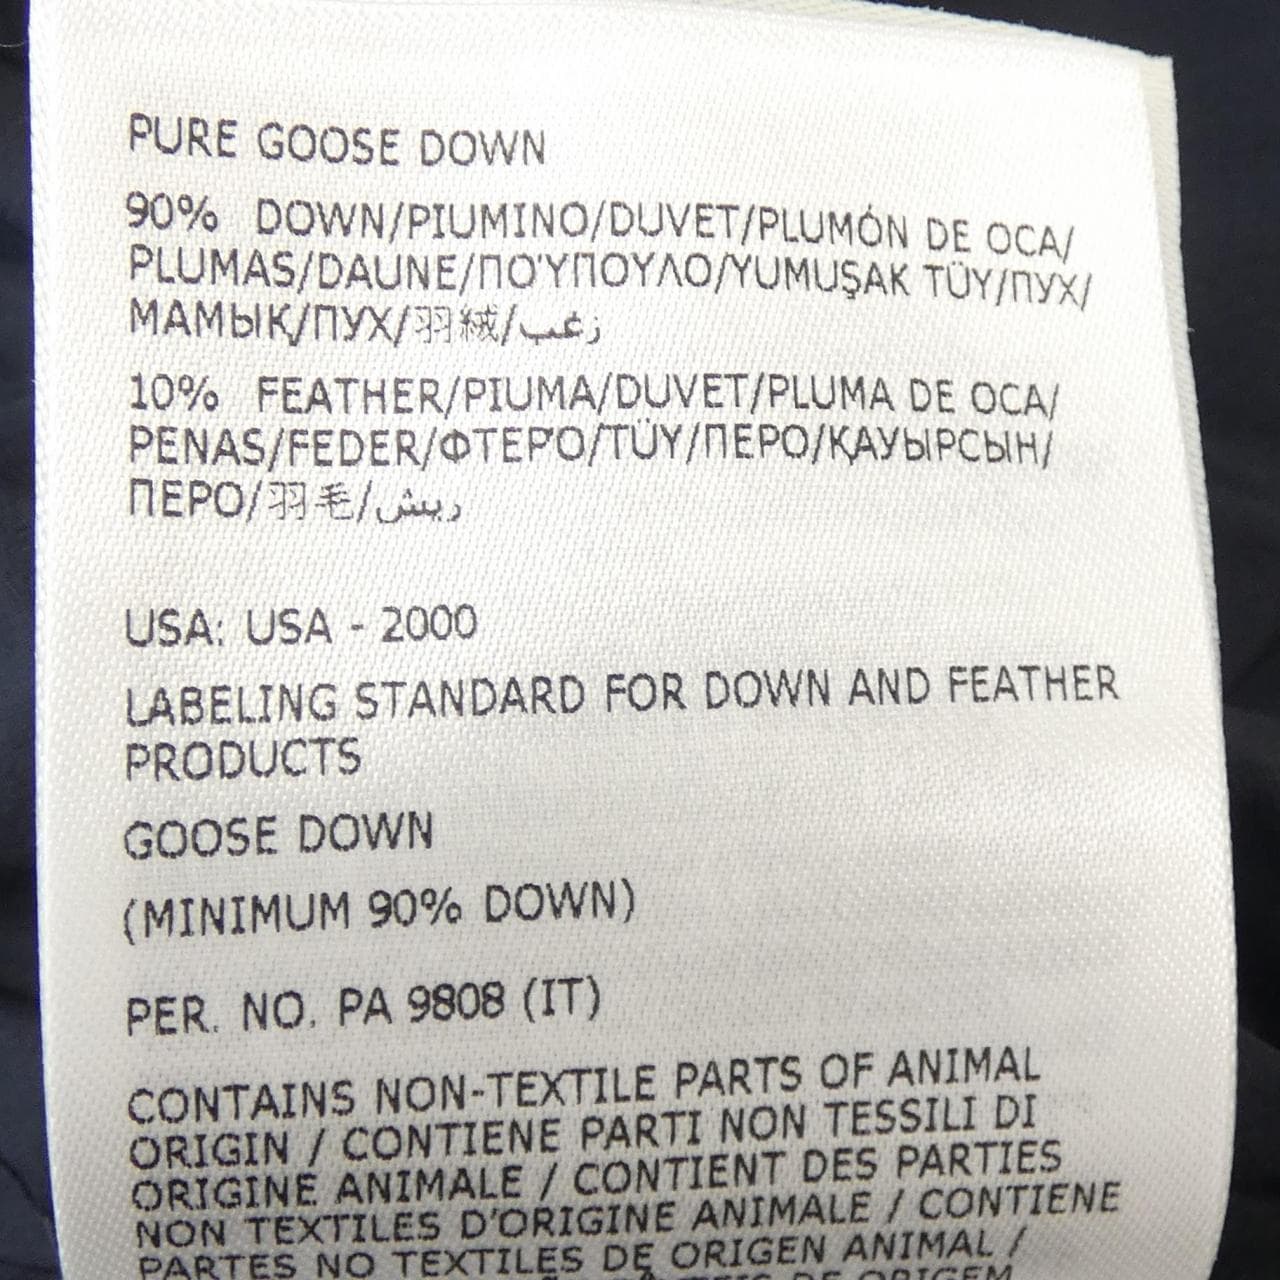 PURE GOOSE DOWN
90% DOWN/PIUMINO/DUVET/PLUMÓN DE OCA/
PLUMAS/DAUNE/ΠΟΎΠΟΥΛΟ/YUMUŞAK TÜY/ПУХ/
МАМЫҚ/ПУХ/羽絨/زغب
10% FEATHER/PIUMA/DUVET/PLUMA DE OCA/
PENAS/FEDER/ΦΤΕΡΌ/TÜY/ПЕРО/ҚАУЫРСЫН/
ПЕРО/羽毛/ريش
USA: USA - 2000
LABELING STANDARD FOR DOWN AND FEATHER
PRODUCTS
GOOSE DOWN
(MINIMUM 90% DOWN)
PER. NO. PA 9808 (IT)
CONTAINS NON-TEXTILE PARTS OF ANIMAL
ORIGIN / CONTIENE PARTI NON TESSILI DI
ORIGINE ANIMALE / CONTIENT DES PARTIES
NON TEXTILES D'ORIGINE ANIMALE / CONTIENE
PARTES NO TEXTILES DE ORIGEN ANIMAL /
DE ORIGEM